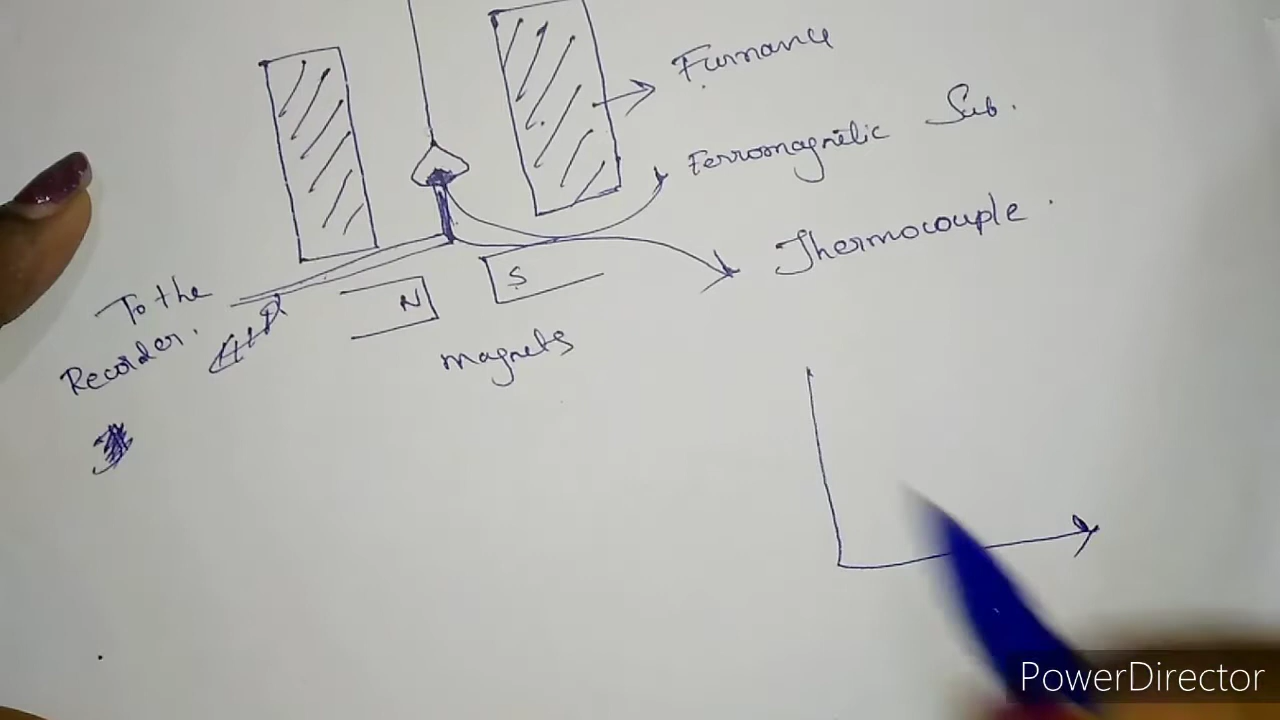 Furnance
Ferromagnetic Sub.
Thermocouple.
To the
Recorder.
N
S
magnets
PowerDirector